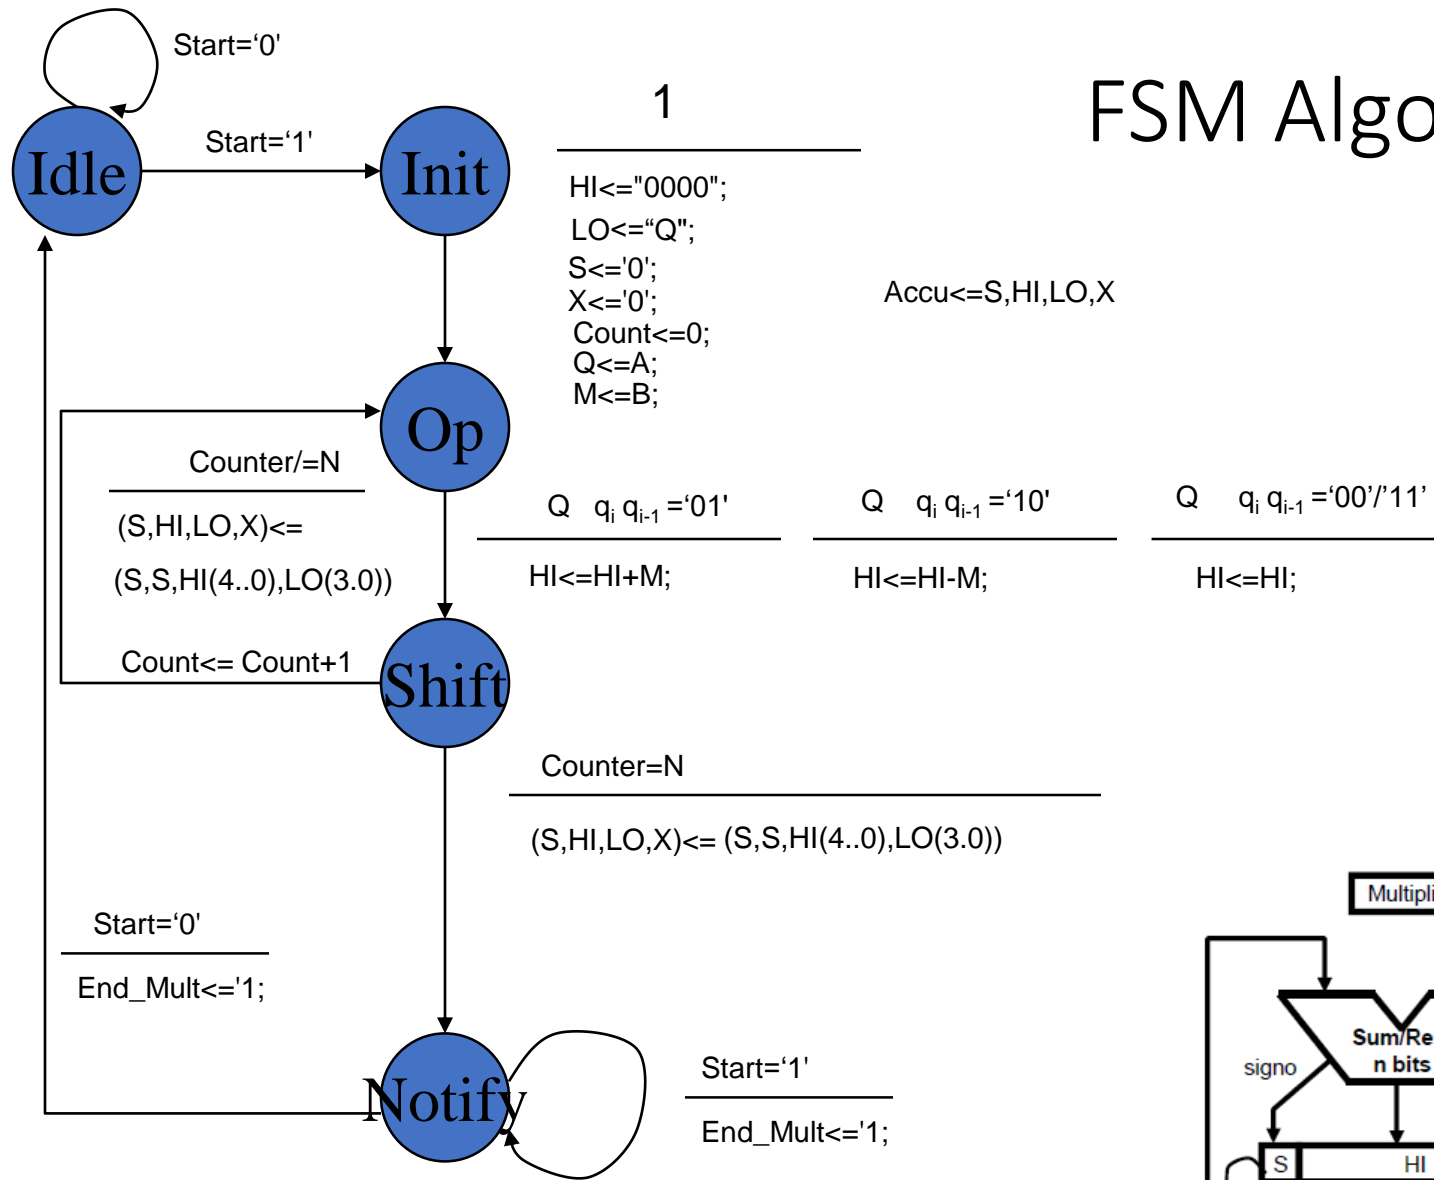 Start=‘0'
FSM Algo
1
Idle
Start=‘1'
Init
HI<="0000";
LO<=“Q";
S<='0';
X<='0';
Accu<=S,HI,LO,X
Count<=0;
Q<=A;
M<=B;
Op
Counter/=N
(S,HI,LO,X)<=
(S,S,HI(4..0),LO(3.0))
Q qi qi-1 =‘01'
Q qi qi-1 =‘10'
Q qi qi-1 =‘00’/’11’
HI<=HI+M;
HI<=HI-M;
HI<=HI;
Count<= Count+1
Shift
Counter=N
(S,HI,LO,X)<= (S,S,HI(4..0),LO(3.0))
Start=‘0'
End_Mult<='1;
Notify
Start=‘1'
End_Mult<='1;
Multipli
Sum/Re
n bits
signo
S
HI